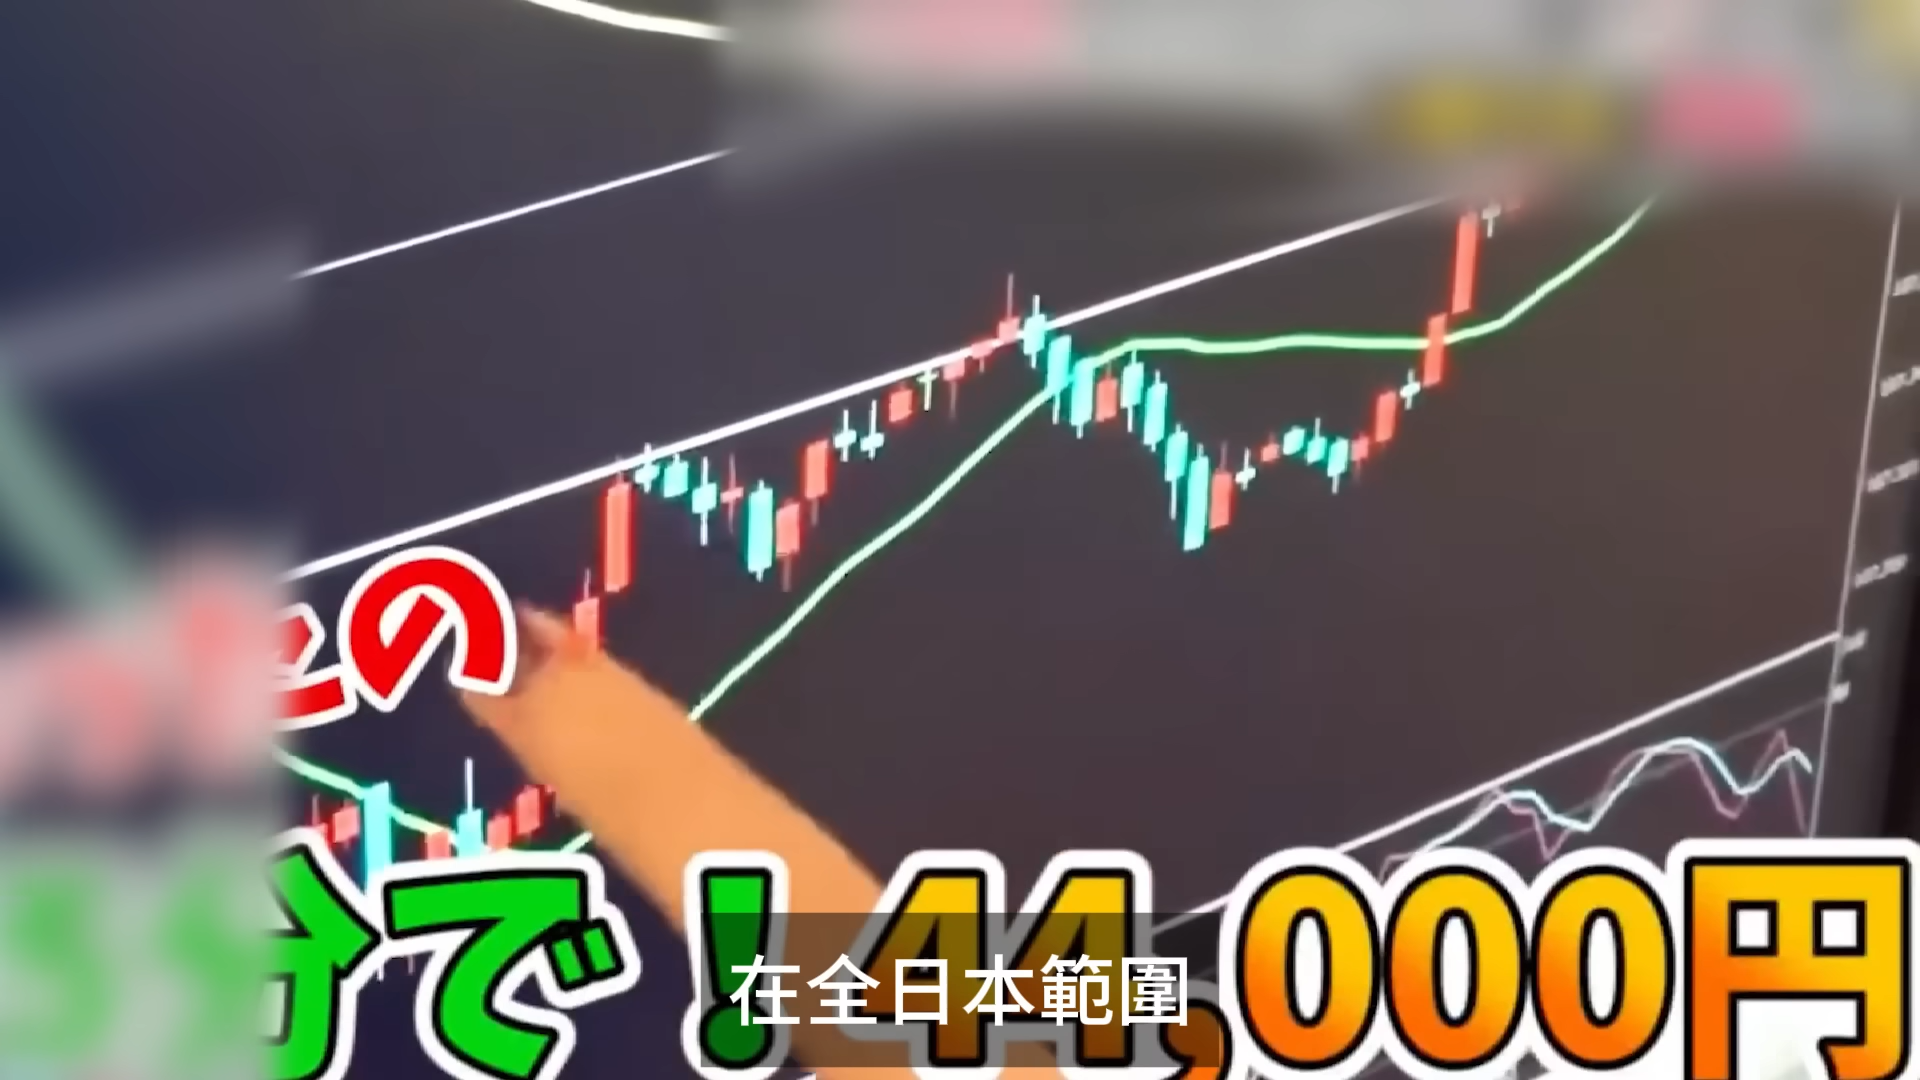 の
分で！44,000円
在全日本範圍